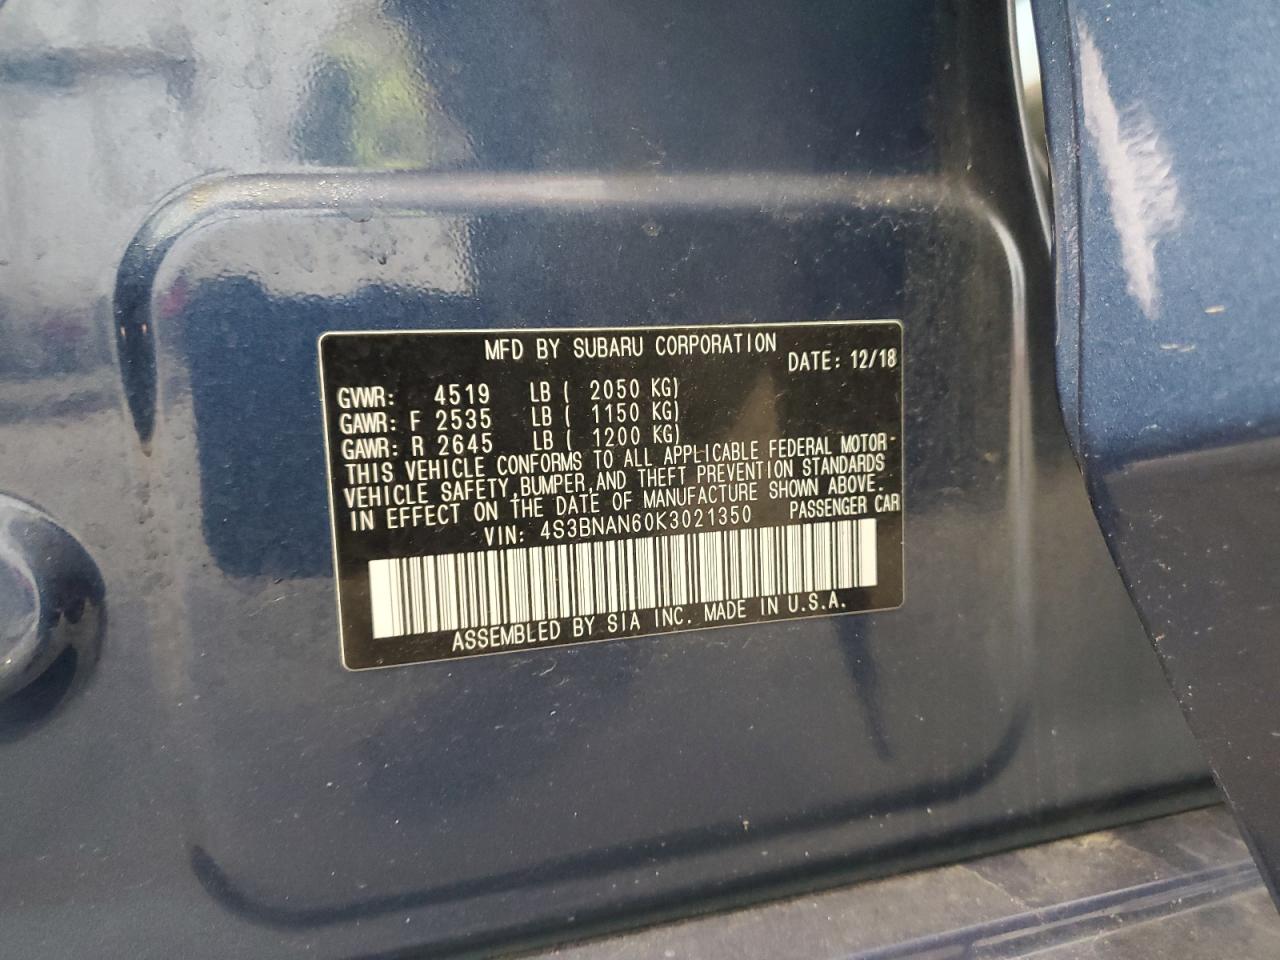 MFD BY SUBARU CORPORATION
DATE: 12/18
GVWR: 4519 LB ( 2050 KG)
GAWR: F 2535 LB ( 1150 KG)
GAWR: R 2645 LB ( 1200 KG)
THIS VEHICLE CONFORMS TO ALL APPLICABLE FEDERAL MOTOR-
VEHICLE SAFETY,BUMPER,AND THEFT PREVENTION STANDARDS
IN EFFECT ON THE DATE OF MANUFACTURE SHOWN ABOVE.
VIN: 4S3BNAN60K3021350 PASSENGER CAR
ASSEMBLED BY SIA INC. MADE IN U.S.A.